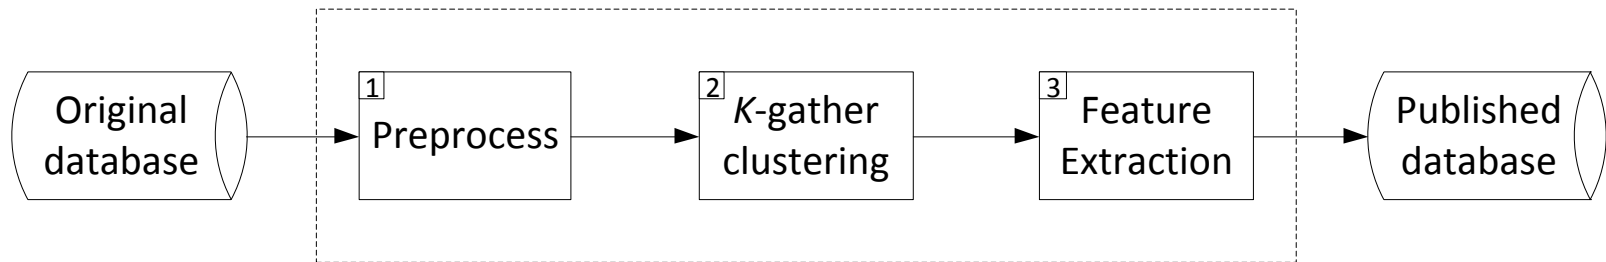 Original
database
1
Preprocess
2
K-gather
clustering
3
Feature
Extraction
Published
database